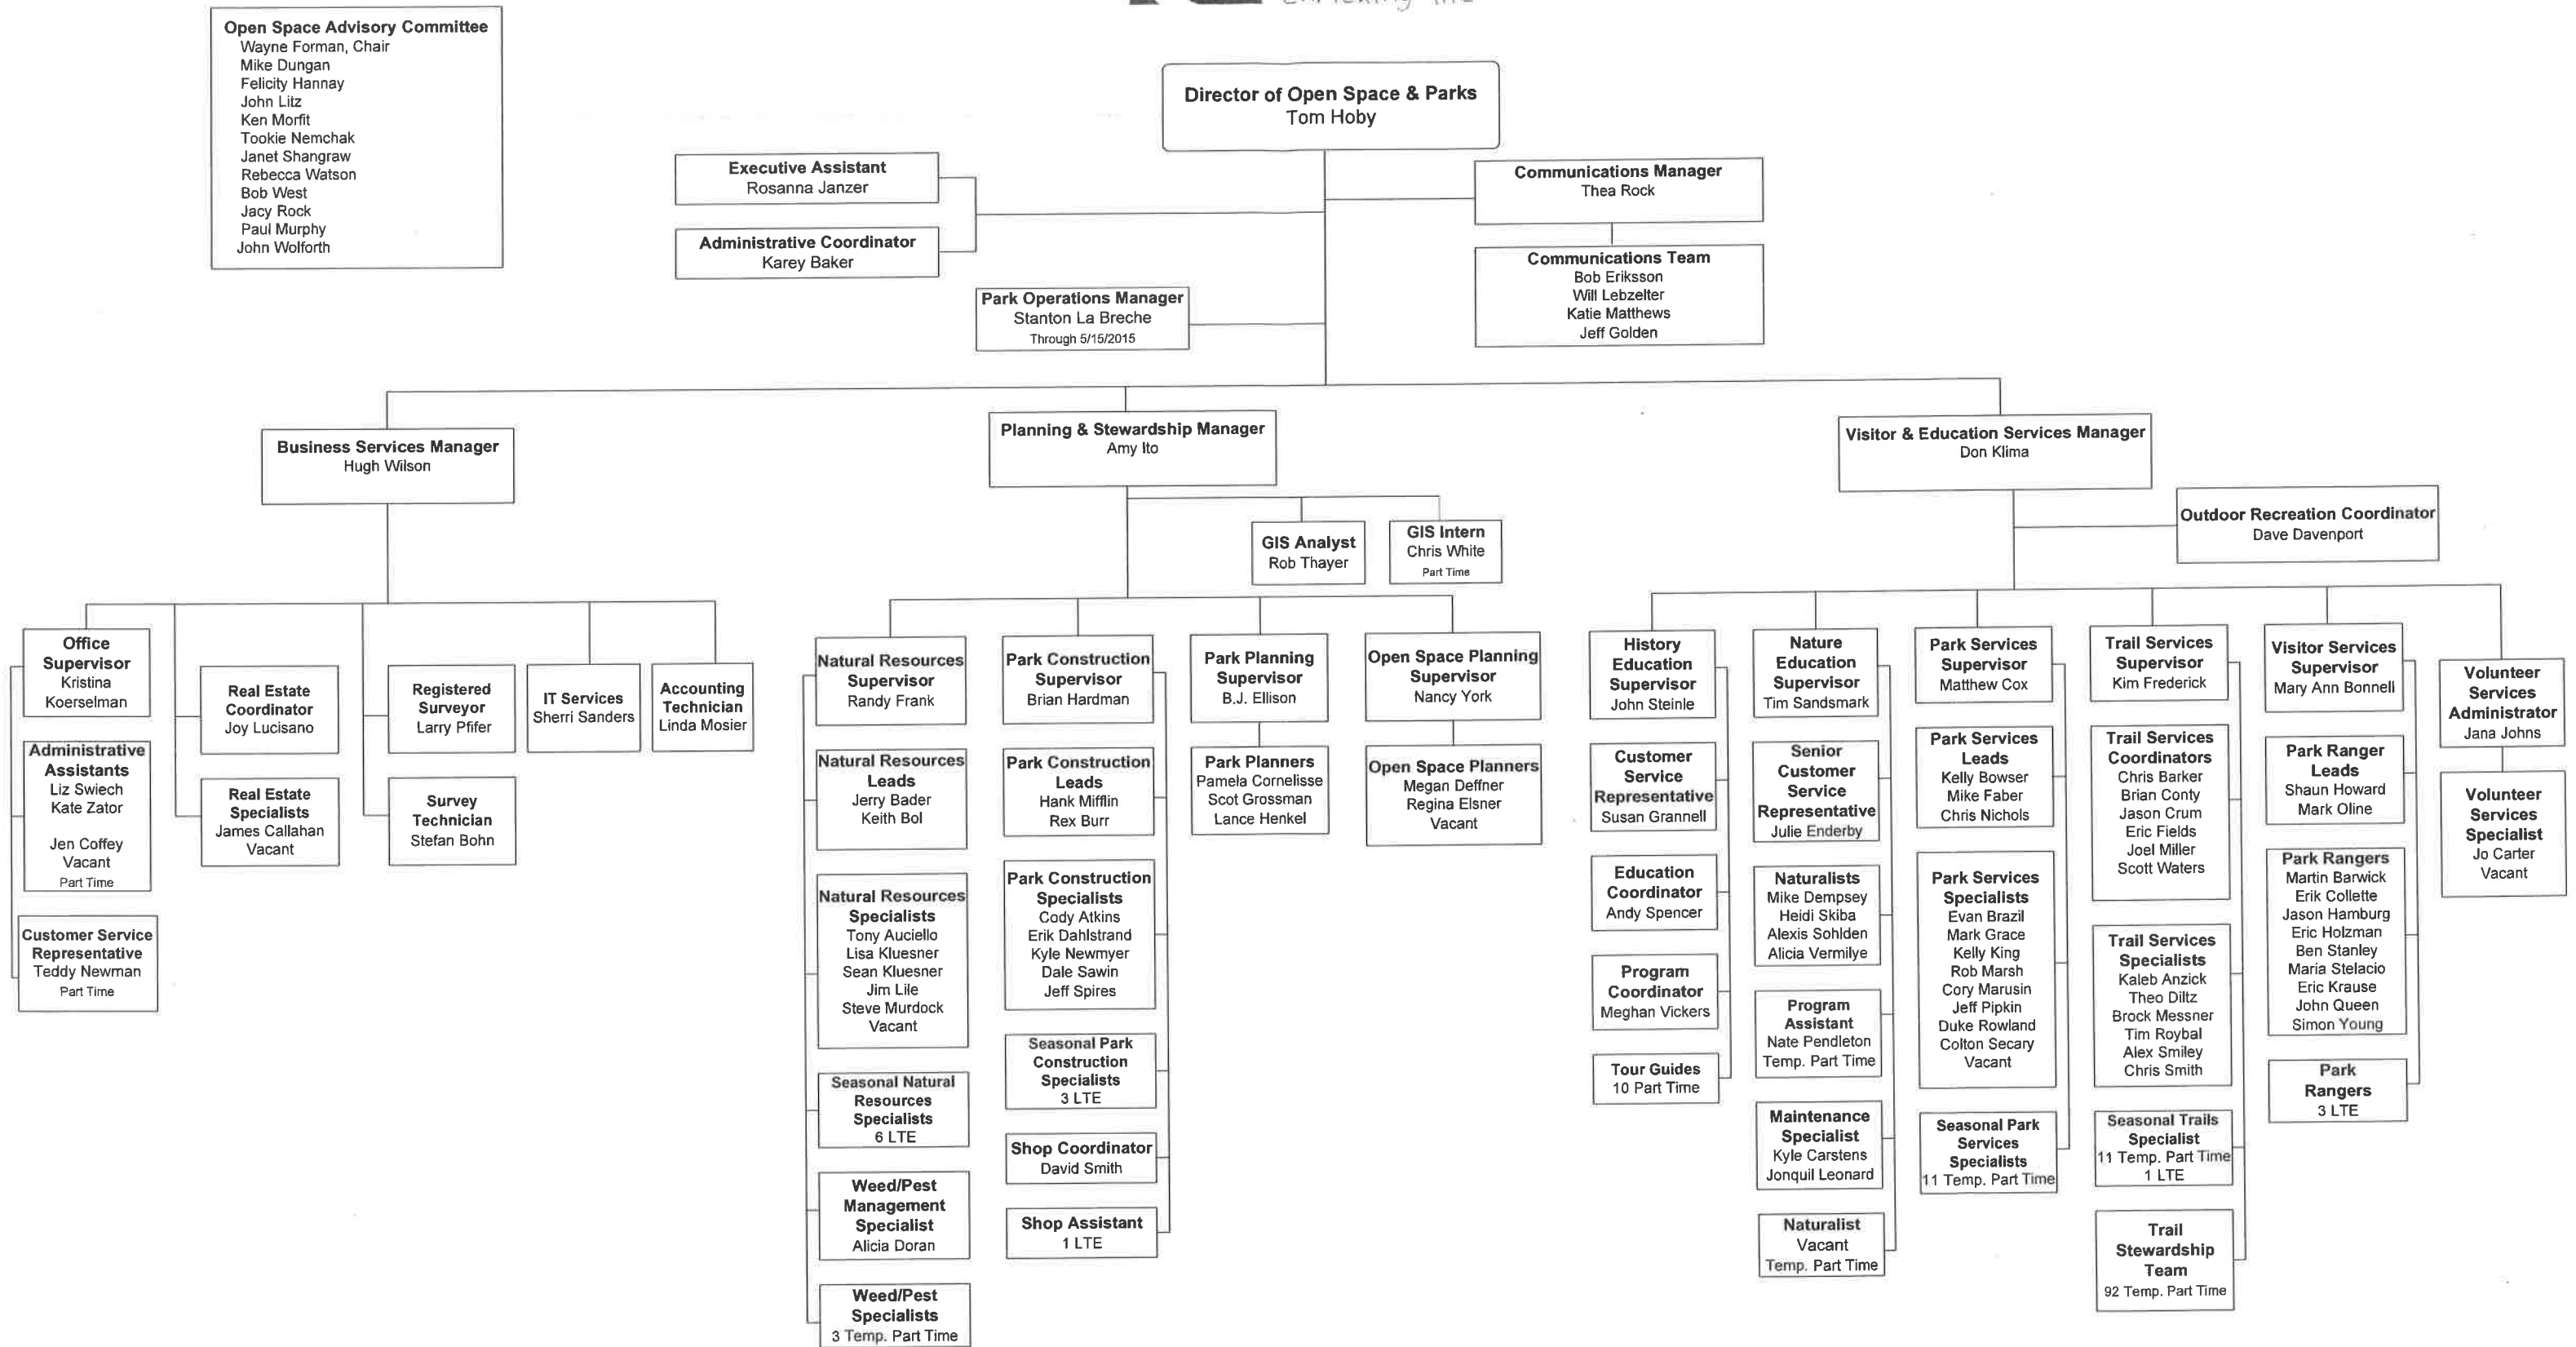 Enriching life
Open Space Advisory Committee
Wayne Forman, Chair
Mike Dungan
Felicity Hannay
John Litz
Ken Morfit
Tookie Nemchak
Janet Shangraw
Rebecca Watson
Bob West
Jacy Rock
Paul Murphy
John Wolforth
Director of Open Space & Parks
Tom Hoby
Executive Assistant
Rosanna Janzer
Administrative Coordinator
Karey Baker
Communications Manager
Thea Rock
Communications Team
Bob Eriksson
Will Lebzelter
Katie Matthews
Jeff Golden
Park Operations Manager
Stanton La Breche
Through 5/15/2015
Business Services Manager
Hugh Wilson
Planning & Stewardship Manager
Amy Ito
Visitor & Education Services Manager
Don Klima
GIS Analyst
Rob Thayer
GIS Intern
Chris White
Part Time
Outdoor Recreation Coordinator
Dave Davenport
Office
Supervisor
Kristina
Koerselman
Administrative
Assistants
Liz Swiech
Kate Zator
Jen Coffey
Vacant
Part Time
Customer Service
Representative
Teddy Newman
Part Time
Real Estate
Coordinator
Joy Lucisano
Real Estate
Specialists
James Callahan
Vacant
Registered
Surveyor
Larry Pfifer
Survey
Technician
Stefan Bohn
IT Services
Sherri Sanders
Accounting
Technician
Linda Mosier
Natural Resources
Supervisor
Randy Frank
Natural Resources
Leads
Jerry Bader
Keith Bol
Natural Resources
Specialists
Tony Auciello
Lisa Kluesner
Sean Kluesner
Jim Lile
Steve Murdock
Vacant
Seasonal Natural
Resources
Specialists
6 LTE
Weed/Pest
Management
Specialist
Alicia Doran
Weed/Pest
Specialists
3 Temp. Part Time
Park Construction
Supervisor
Brian Hardman
Park Construction
Leads
Hank Mifflin
Rex Burr
Park Construction
Specialists
Cody Atkins
Erik Dahlstrand
Kyle Newmyer
Dale Sawin
Jeff Spires
Seasonal Park
Construction
Specialists
3 LTE
Shop Coordinator
David Smith
Shop Assistant
1 LTE
Park Planning
Supervisor
B.J. Ellison
Park Planners
Pamela Cornelisse
Scot Grossman
Lance Henkel
Open Space Planning
Supervisor
Nancy York
Open Space Planners
Megan Deffner
Regina Elsner
Vacant
History
Education
Supervisor
John Steinle
Customer
Service
Representative
Susan Grannell
Education
Coordinator
Andy Spencer
Program
Coordinator
Meghan Vickers
Tour Guides
10 Part Time
Nature
Education
Supervisor
Tim Sandsmark
Senior
Customer
Service
Representative
Julie Enderby
Naturalists
Mike Dempsey
Heidi Skiba
Alexis Sohlden
Alicia Vermilye
Program
Assistant
Nate Pendleton
Temp. Part Time
Maintenance
Specialist
Kyle Carstens
Jonquil Leonard
Naturalist
Vacant
Temp. Part Time
Park Services
Supervisor
Matthew Cox
Park Services
Leads
Kelly Bowser
Mike Faber
Chris Nichols
Park Services
Specialists
Evan Brazil
Mark Grace
Kelly King
Rob Marsh
Cory Marusin
Jeff Pipkin
Duke Rowland
Colton Secary
Vacant
Seasonal Park
Services
Specialists
11 Temp. Part Time
Trail Services
Supervisor
Kim Frederick
Trail Services
Coordinators
Chris Barker
Brian Conty
Jason Crum
Eric Fields
Joel Miller
Scott Waters
Trail Services
Specialists
Kaleb Anzick
Theo Diltz
Brock Messner
Tim Roybal
Alex Smiley
Chris Smith
Seasonal Trails
Specialist
11 Temp. Part Time
1 LTE
Trail
Stewardship
Team
92 Temp. Part Time
Visitor Services
Supervisor
Mary Ann Bonnell
Park Ranger
Leads
Shaun Howard
Mark Oline
Park Rangers
Martin Barwick
Erik Collette
Jason Hamburg
Eric Holzman
Ben Stanley
Maria Stelacio
Eric Krause
John Queen
Simon Young
Park
Rangers
3 LTE
Volunteer
Services
Administrator
Jana Johns
Volunteer
Services
Specialist
Jo Carter
Vacant